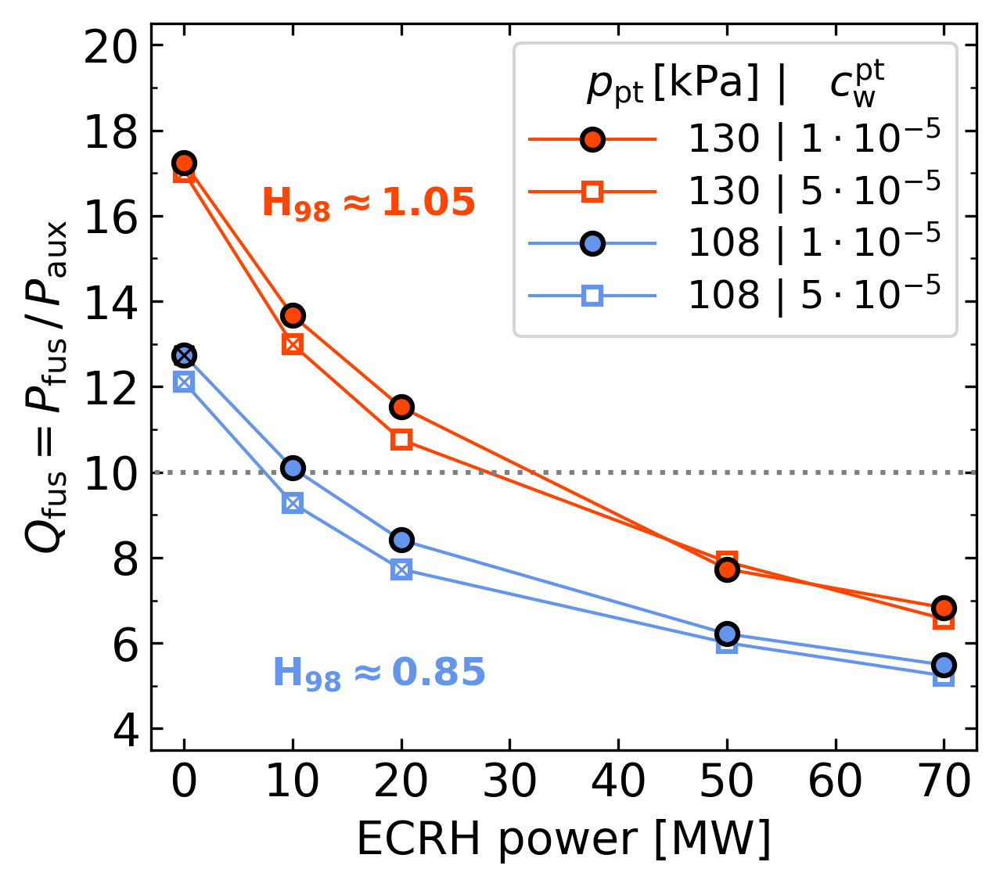 Q_fus = P_fus / P_aux
20
18
16
14
12
10
8
6
4
H₉₈ ≈ 1.05
H₉₈ ≈ 0.85
p_pt [kPa] | c_w^pt
130 | 1 · 10⁻⁵
130 | 5 · 10⁻⁵
108 | 1 · 10⁻⁵
108 | 5 · 10⁻⁵
0 10 20 30 40 50 60 70
ECRH power [MW]